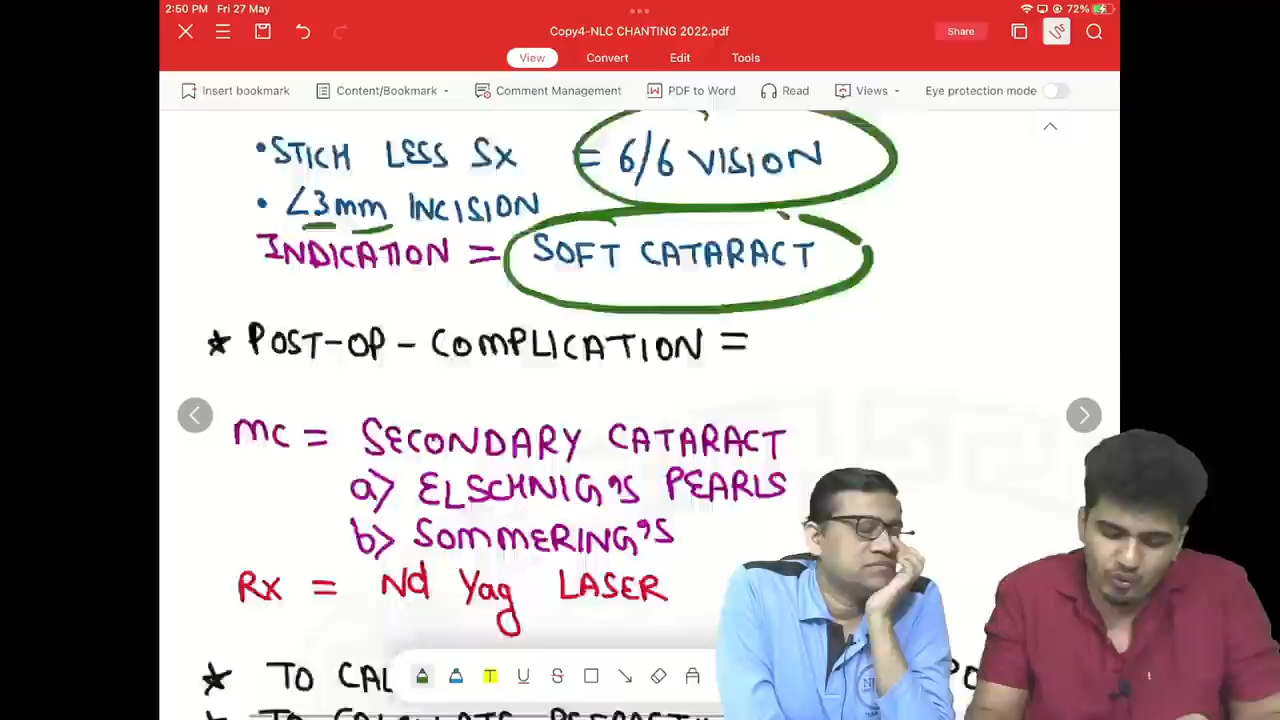 2:50 PM Fri 27 May
72%
Copy4-NLC CHANTING 2022.pdf
Share
View Convert Edit Tools
Insert bookmark Content/Bookmark Comment Management PDF to Word Read Views Eye protection mode
• STICH LESS SX = 6/6 VISION
• <3mm INCISION
INDICATION = SOFT CATARACT
* POST-OP-COMPLICATION =
MC = SECONDARY CATARACT
a> ELSCHNIG'S PEARLS
b> SOMMERING'S
RX = Nd Yag LASER
* TO CAL
* TO CALCULATE